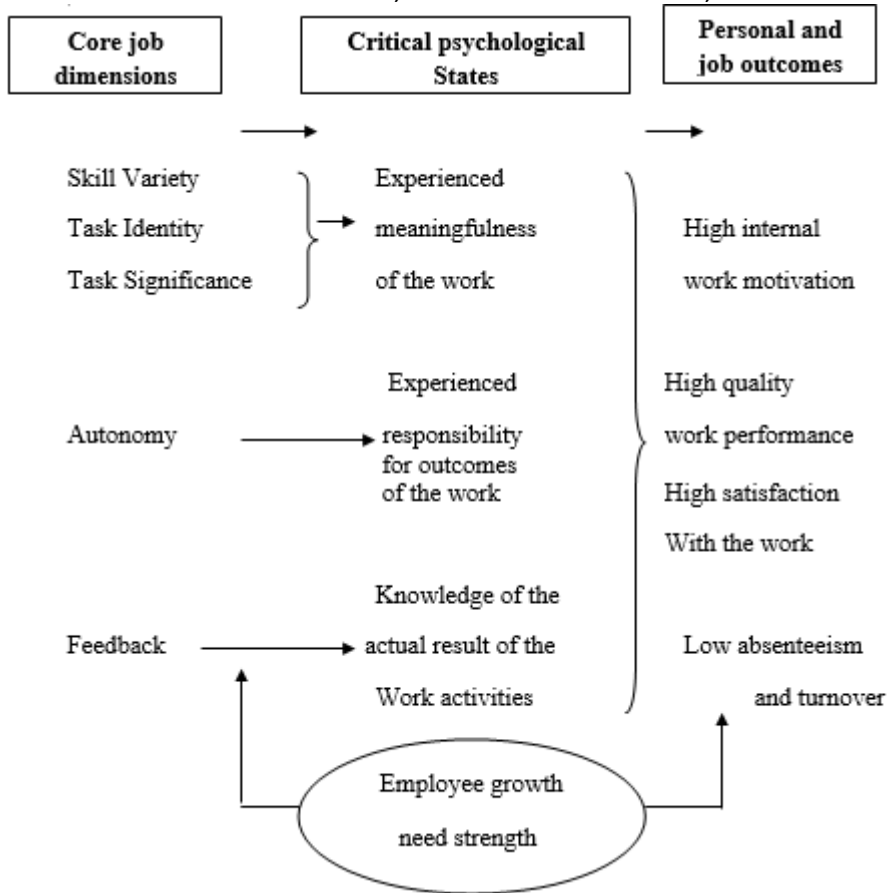 Core job
dimensions
Critical psychological
States
Personal and
job outcomes
Skill Variety
Task Identity
Task Significance
Experienced
meaningfulness
of the work
High internal
work motivation
Autonomy
Experienced
responsibility
for outcomes
of the work
High quality
work performance
High satisfaction
With the work
Feedback
Knowledge of the
actual result of the
Work activities
Low absenteeism
and turnover
Employee growth
need strength